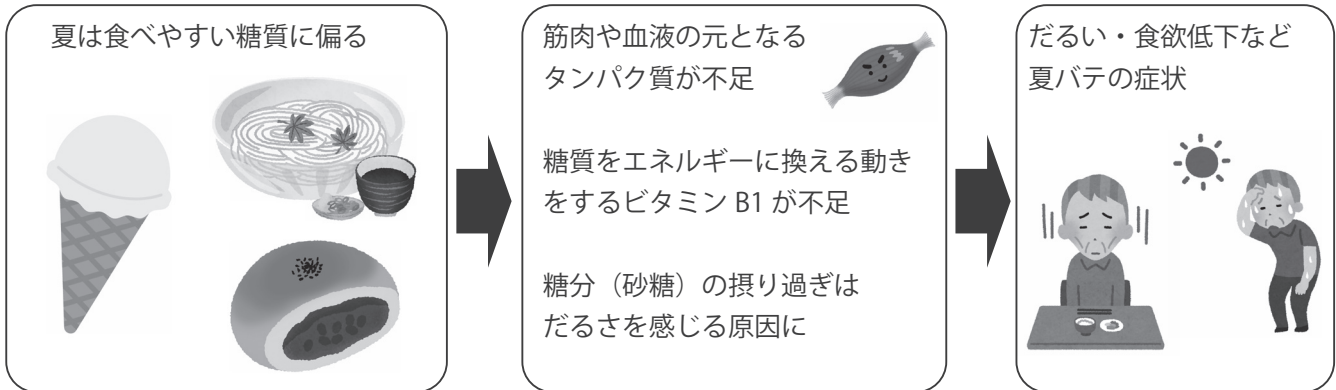 夏は食べやすい糖質に偏る
筋肉や血液の元となる
タンパク質が不足
糖質をエネルギーに換える動き
をするビタミン B1 が不足
糖分（砂糖）の摂り過ぎは
だるさを感じる原因に
だるい・食欲低下など
夏バテの症状